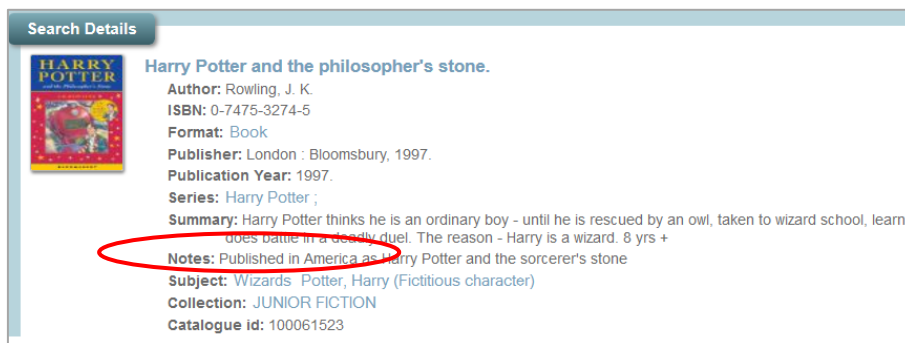 Search Details
HARRY
POTTER
Harry Potter and the philosopher's stone.
Author: Rowling, J. K.
ISBN: 0-7475-3274-5
Format: Book
Publisher: London : Bloomsbury, 1997.
Publication Year: 1997.
Series: Harry Potter ;
Summary: Harry Potter thinks he is an ordinary boy - until he is rescued by an owl, taken to wizard school, learn
does battle in a deadly duel. The reason - Harry is a wizard. 8 yrs +
Notes: Published in America as Harry Potter and the sorcerer's stone
Subject: Wizards Potter, Harry (Fictitious character)
Collection: JUNIOR FICTION
Catalogue id: 100061523